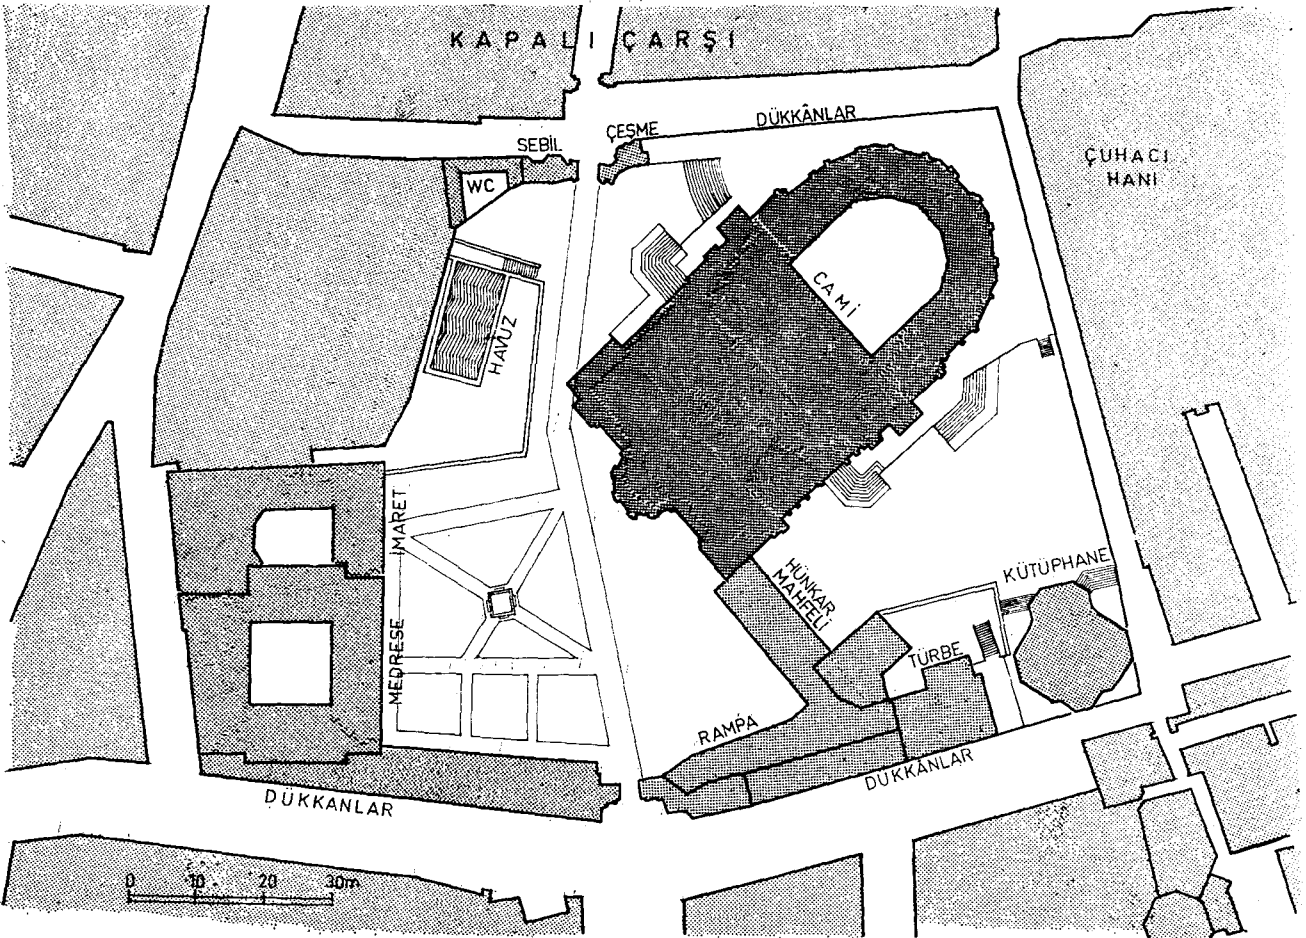 KAPALI ÇARŞI
DÜKKÂNLAR
ÇEŞME
SEBİL
ÇUHACI
HANI
WC
CAMİ
HAVUZ
İMARET
MEDRESE
HÜNKAR
MAHFELİ
KÜTÜPHANE
TÜRBE
RAMPA
DÜKKÂNLAR
DÜKKANLAR
0 10 20 30m